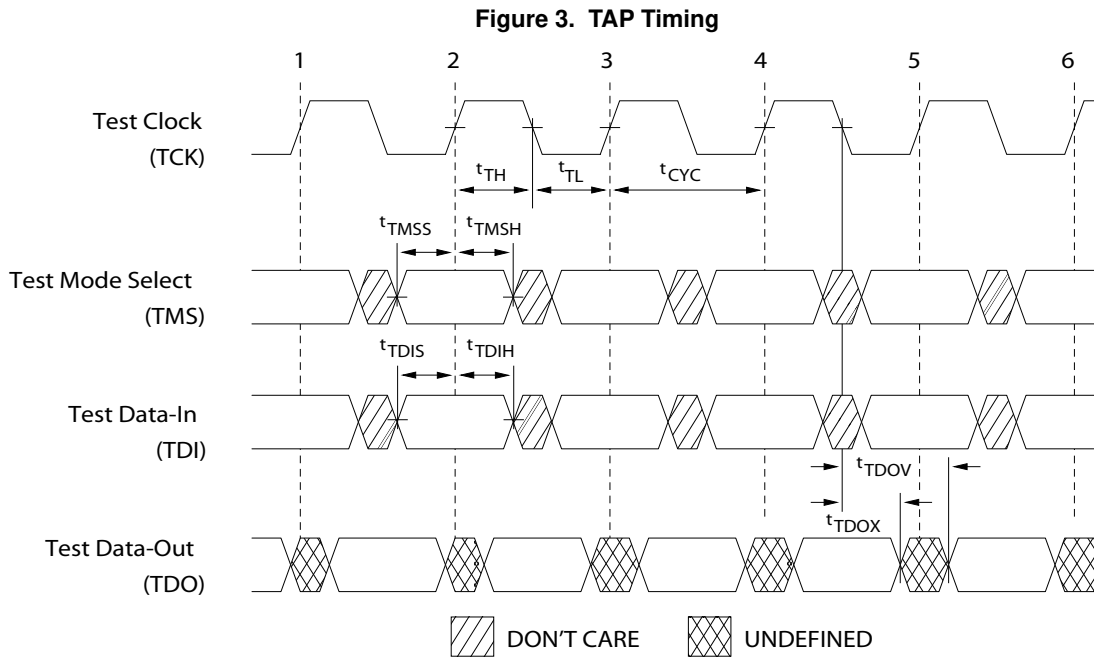 Figure 3. TAP Timing
1 2 3 4 5 6
Test Clock
(TCK)
tTH tTL tCYC
tTMSS tTMSH
Test Mode Select
(TMS)
tTDIS tTDIH
Test Data-In
(TDI)
tTDOV
tTDOX
Test Data-Out
(TDO)
DON'T CARE UNDEFINED